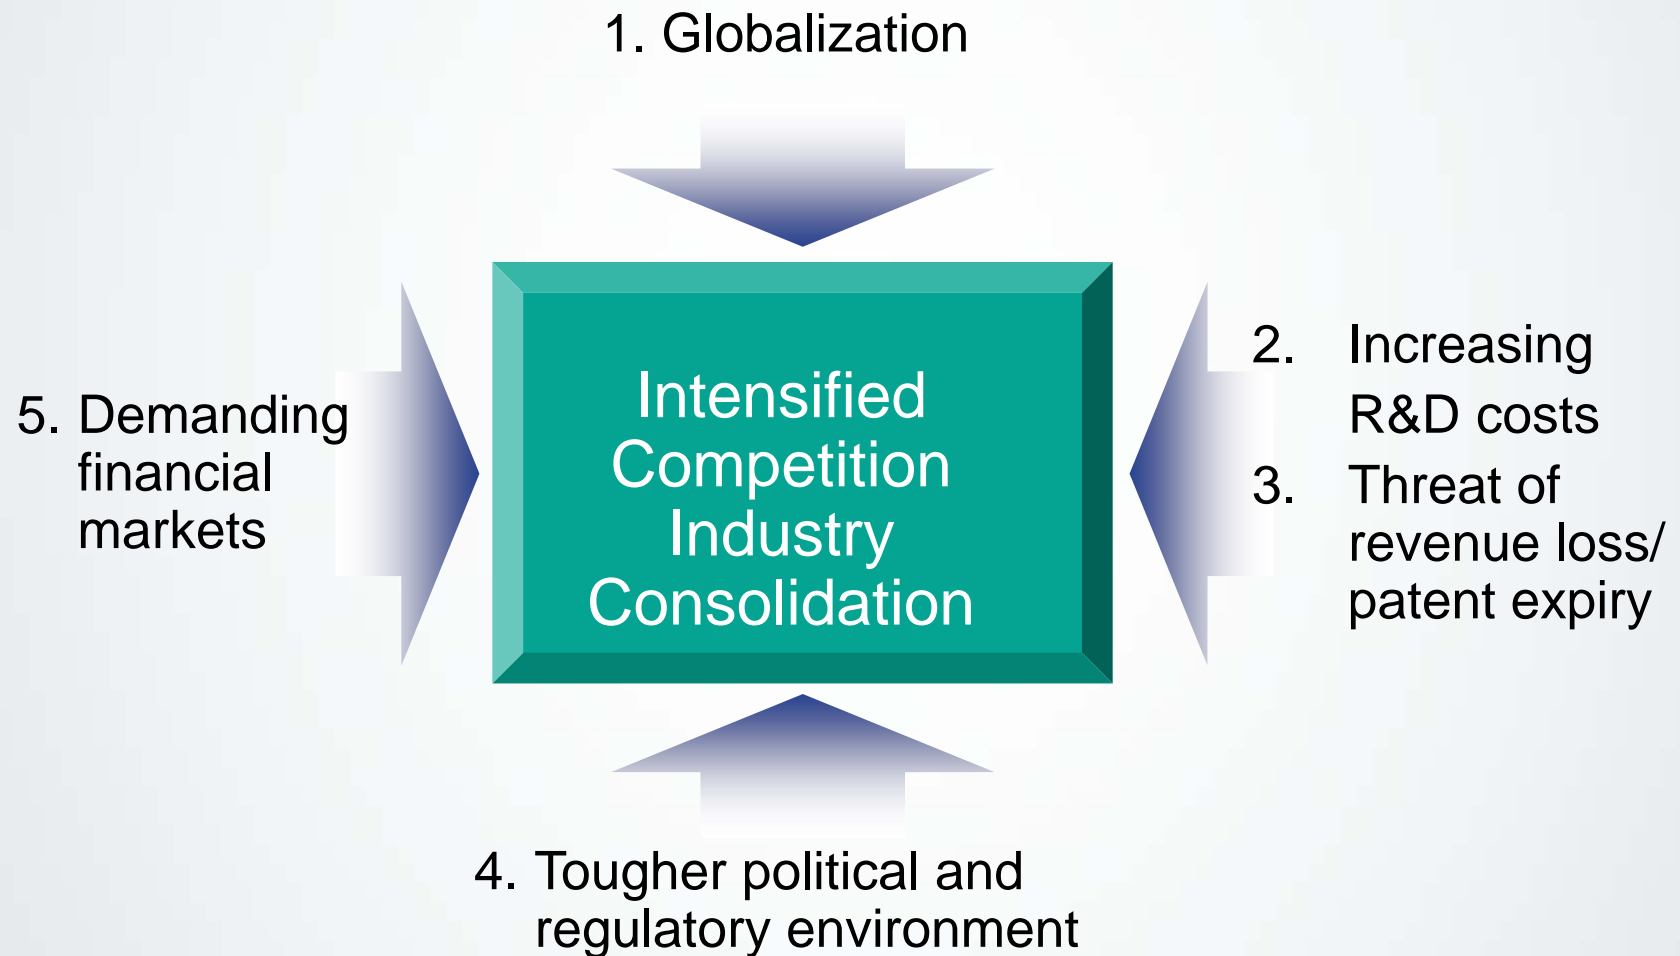 1. Globalization
2. Increasing
R&D costs
3. Threat of
revenue loss/
patent expiry
Intensified
Competition
Industry
Consolidation
5. Demanding
financial
markets
4. Tougher political and
regulatory environment